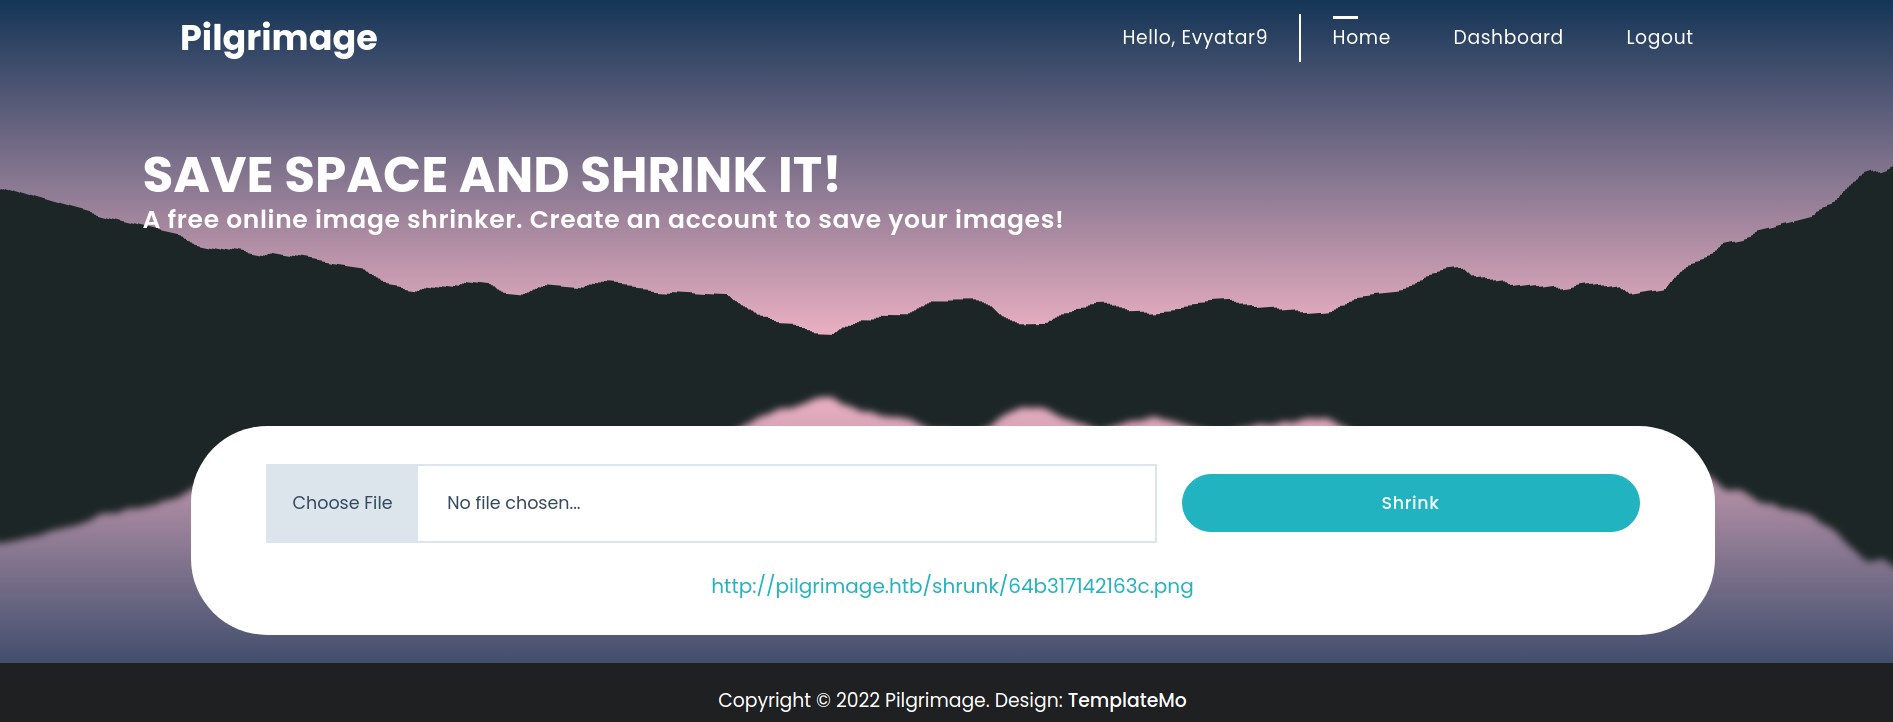 Pilgrimage
Hello, Evyatar9
Home
Dashboard
Logout
SAVE SPACE AND SHRINK IT!
A free online image shrinker. Create an account to save your images!
Choose File
No file chosen...
Shrink
http://pilgrimage.htb/shrunk/64b317142163c.png
Copyright © 2022 Pilgrimage. Design: TemplateMo